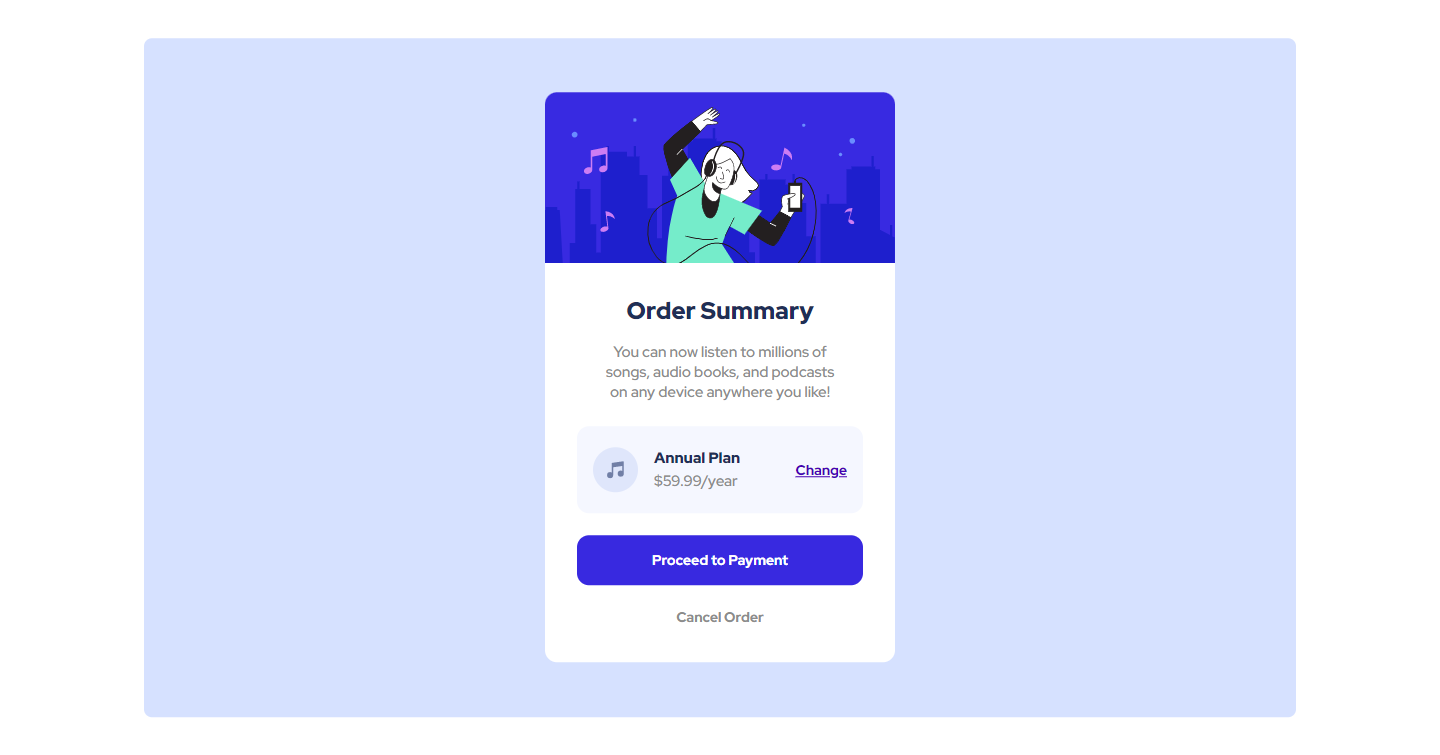 Order Summary
You can now listen to millions of
songs, audio books, and podcasts
on any device anywhere you like!
Annual Plan
$59.99/year
Change
Proceed to Payment
Cancel Order